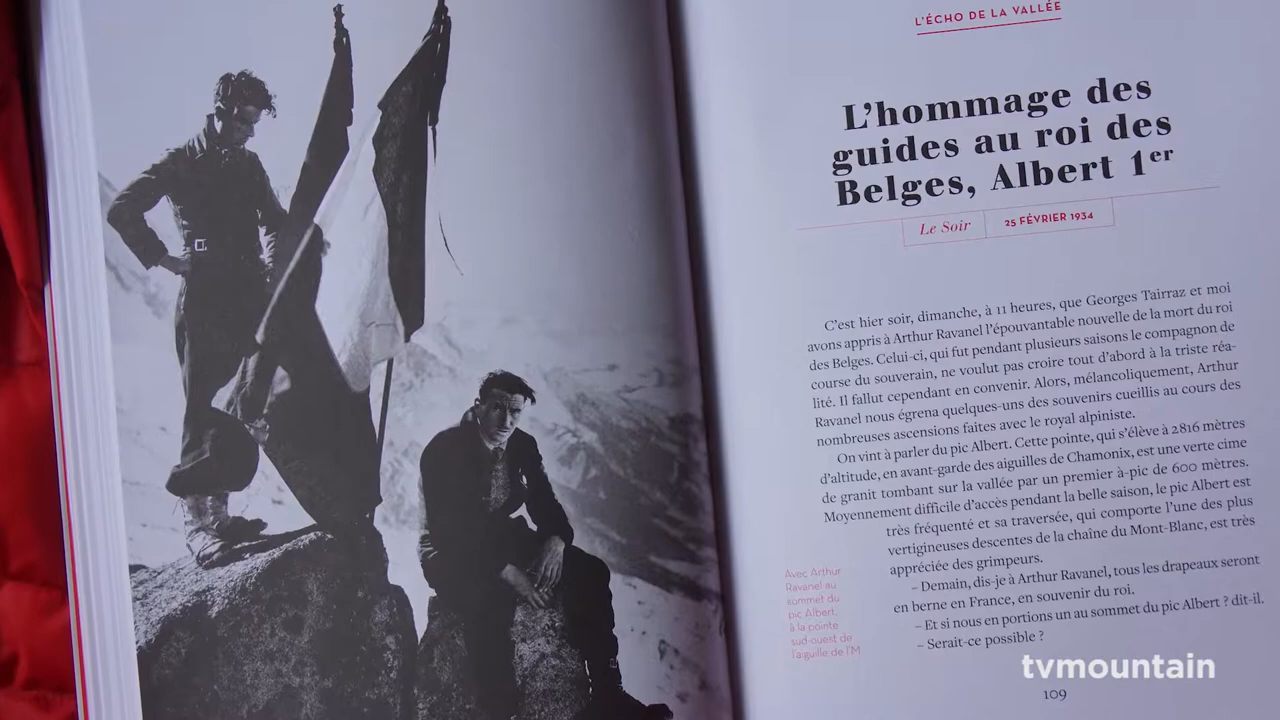 L'ÉCHO DE LA VALLÉE
L'hommage des
guides au roi des
Belges, Albert 1er
Le Soir
25 FÉVRIER 1934
C'est hier soir, dimanche, à 11 heures, que Georges Tairraz et moi
avons appris à Arthur Ravanel l'épouvantable nouvelle de la mort du roi
des Belges. Celui-ci, qui fut pendant plusieurs saisons le compagnon de
course du souverain, ne voulut pas croire tout d'abord à la triste réa-
lité. Il fallut cependant en convenir. Alors, mélancoliquement, Arthur
Ravanel nous égrena quelques-uns des souvenirs cueillis au cours des
nombreuses ascensions faites avec le royal alpiniste.
On vint à parler du pic Albert. Cette pointe, qui s'élève à 2816 mètres
d'altitude, en avant-garde des aiguilles de Chamonix, est une verte cime
de granit tombant sur la vallée par un premier à-pic de 600 mètres.
Moyennement difficile d'accès pendant la belle saison, le pic Albert est
très fréquenté et sa traversée, qui comporte l'une des plus
vertigineuses descentes de la chaîne du Mont-Blanc, est très
appréciée des grimpeurs.
– Demain, dis-je à Arthur Ravanel, tous les drapeaux seront
en berne en France, en souvenir du roi.
– Et si nous en portions un au sommet du pic Albert ? dit-il.
– Serait-ce possible ?
Avec Arthur
Ravanel au
sommet du
pic Albert,
à la pointe
sud-ouest de
l'aiguille de l'M
tvmountain
109